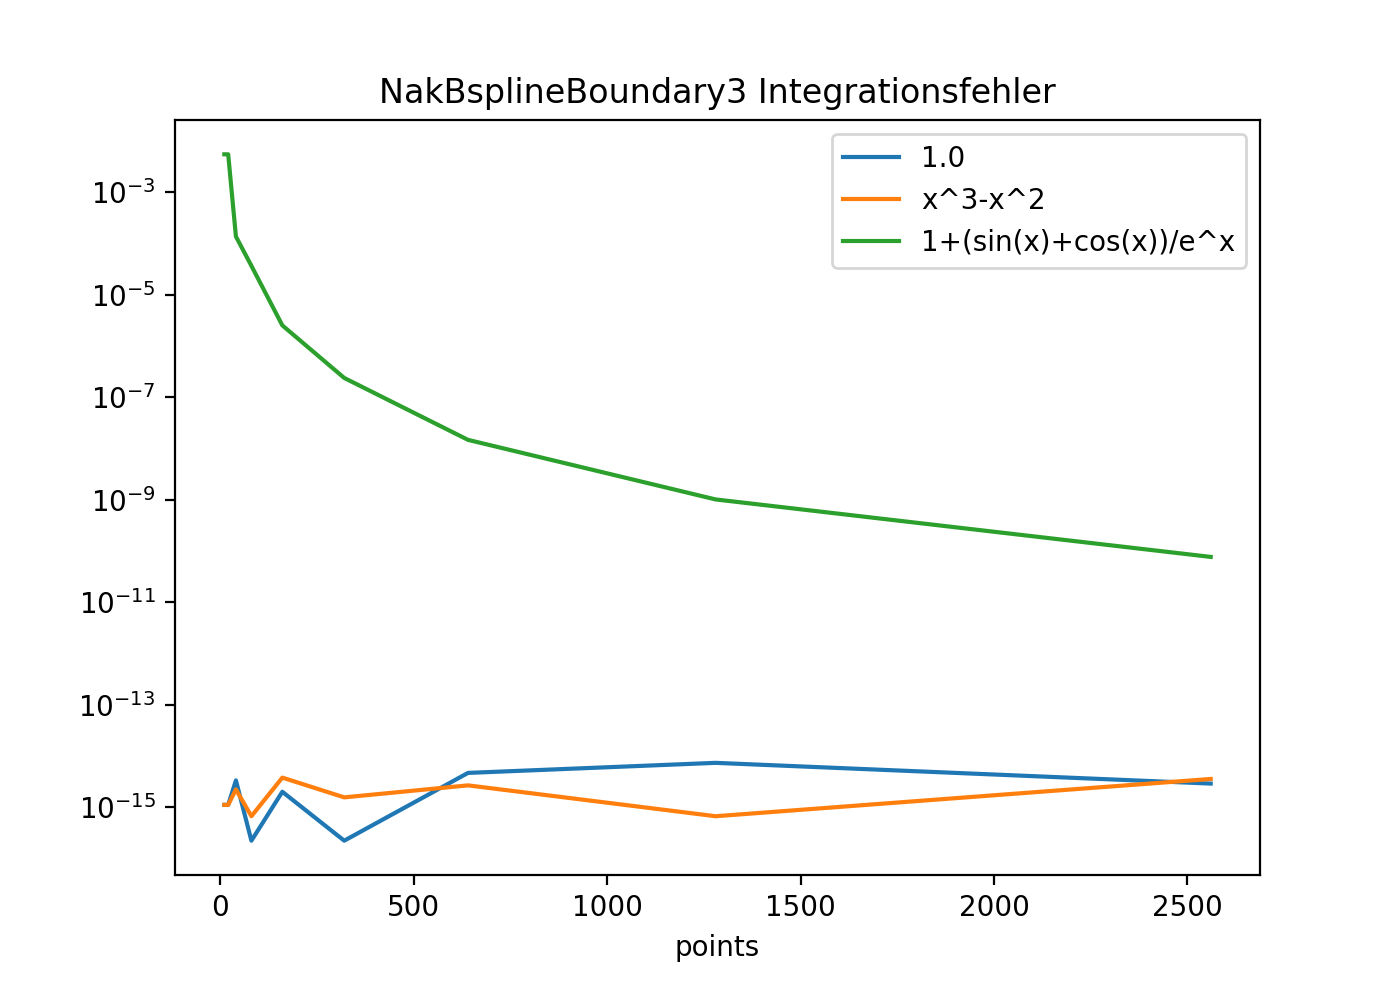 NakBsplineBoundary3 Integrationsfehler
1.0
x^3-x^2
1+(sin(x)+cos(x))/e^x
10⁻³
10⁻⁵
10⁻⁷
10⁻⁹
10⁻¹¹
10⁻¹³
10⁻¹⁵
0 500 1000 1500 2000 2500
points